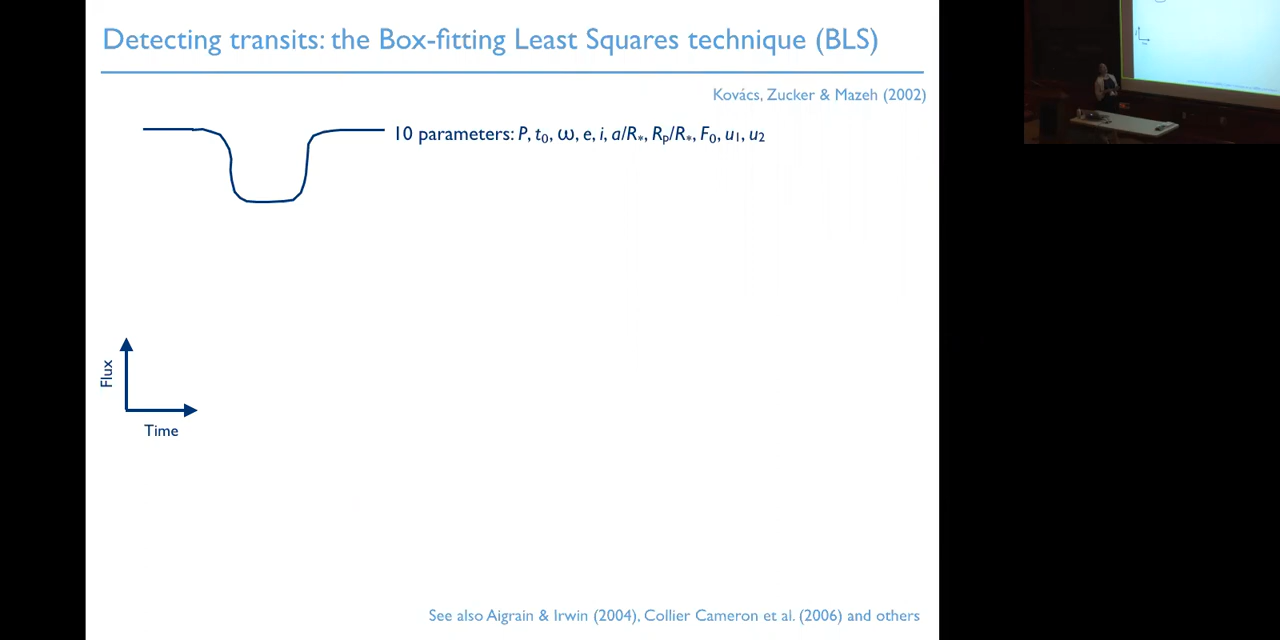 Detecting transits: the Box-fitting Least Squares technique (BLS)
Kovács, Zucker & Mazeh (2002)
10 parameters: P, t₀, ω, e, i, a/R*, Rₚ/R*, F₀, u₁, u₂
Flux
Time
See also Aigrain & Irwin (2004), Collier Cameron et al. (2006) and others